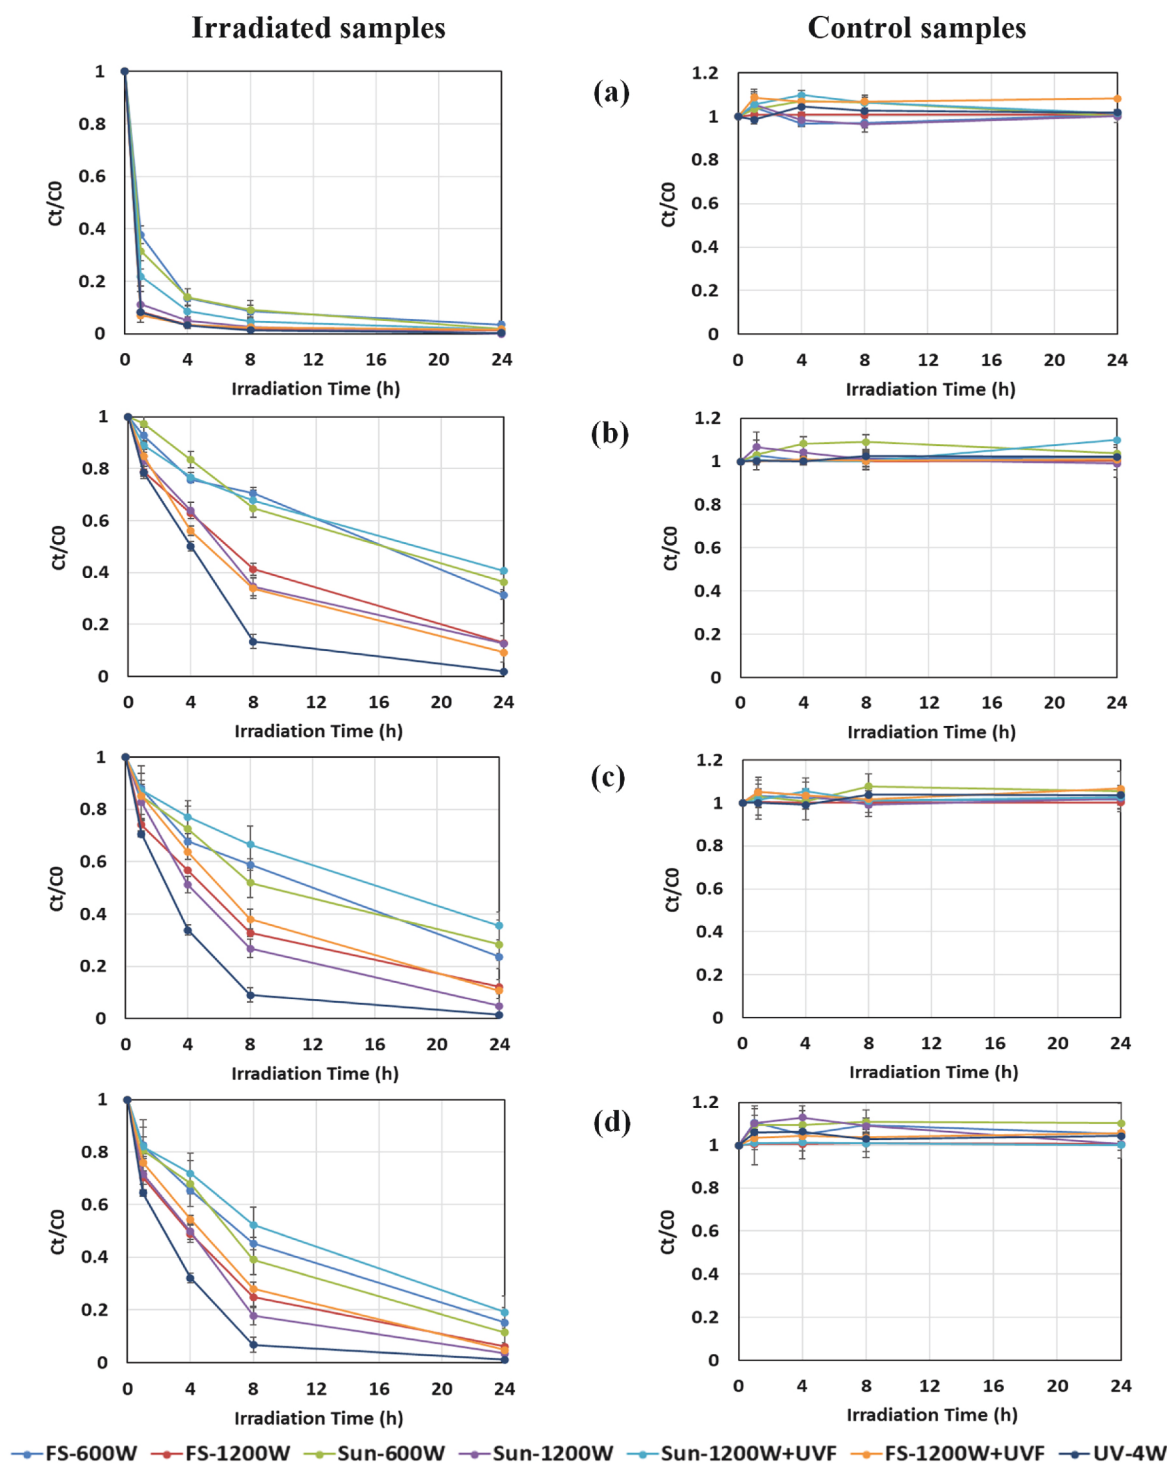 Irradiated samples
Control samples
(a)
1
0.8
0.6
0.4
0.2
0
Ct/C0
0 4 8 12 16 20 24
Irradiation Time (h)
1.2
1
0.8
0.6
0.4
0.2
0
Ct/C0
0 4 8 12 16 20 24
Irradiation Time (h)
(b)
1
0.8
0.6
0.4
0.2
0
Ct/C0
0 4 8 12 16 20 24
Irradiation Time (h)
1.2
1
0.8
0.6
0.4
0.2
0
Ct/C0
0 4 8 12 16 20 24
Irradiation Time (h)
(c)
1
0.8
0.6
0.4
0.2
0
Ct/C0
0 4 8 12 16 20 24
Irradiation Time (h)
1.2
1
0.8
0.6
0.4
0.2
0
Ct/C0
0 4 8 12 16 20 24
Irradiation Time (h)
(d)
1
0.8
0.6
0.4
0.2
0
Ct/C0
0 4 8 12 16 20 24
Irradiation Time (h)
1.2
1
0.8
0.6
0.4
0.2
0
Ct/C0
0 4 8 12 16 20 24
Irradiation Time (h)
FS-600W FS-1200W Sun-600W Sun-1200W Sun-1200W+UVF FS-1200W+UVF UV-4W